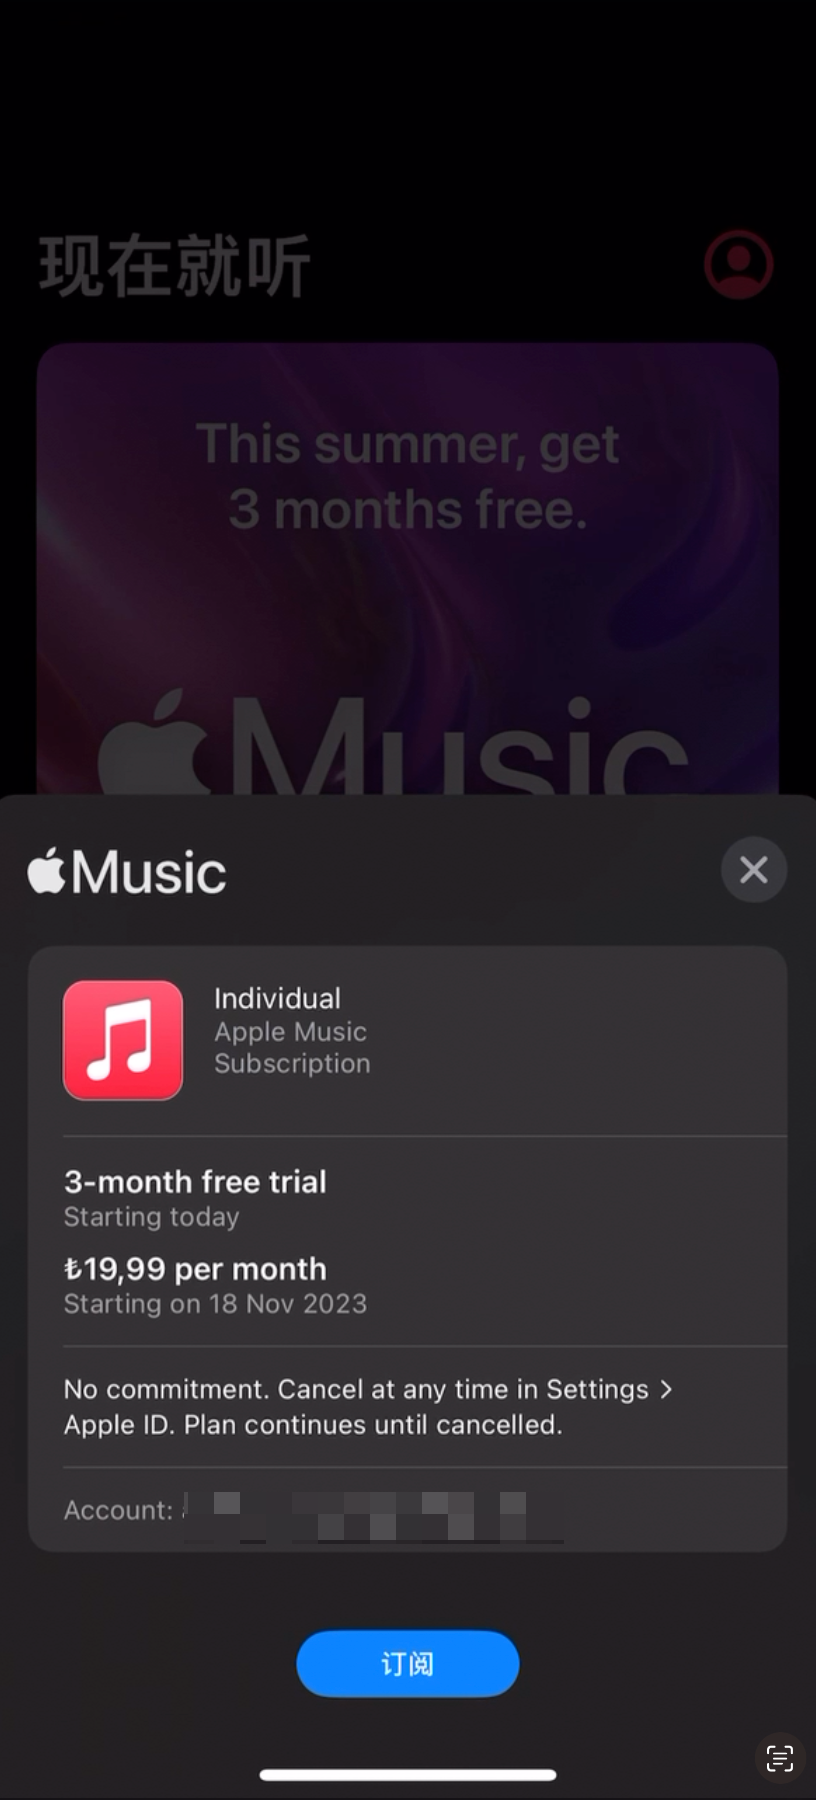 现在就听
This summer, get
3 months free.
Music
Music
Individual
Apple Music
Subscription
3-month free trial
Starting today
₺19,99 per month
Starting on 18 Nov 2023
No commitment. Cancel at any time in Settings >
Apple ID. Plan continues until cancelled.
Account:
订阅